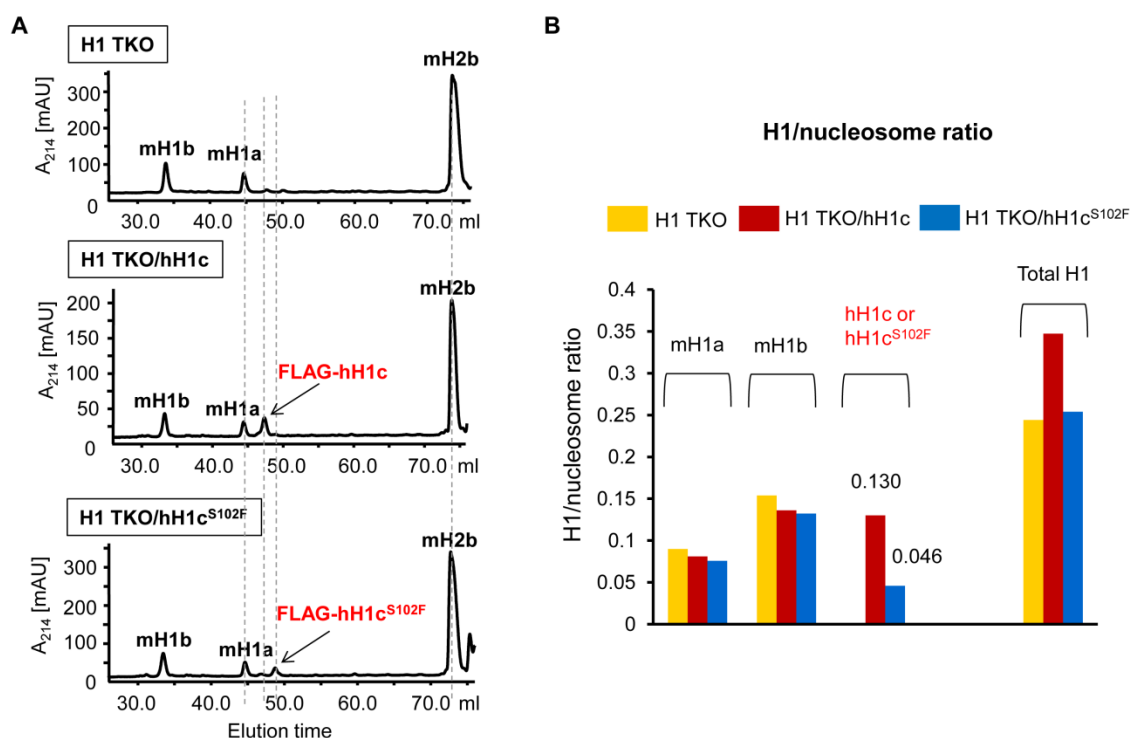 A
H1 TKO
mH2b
A214 [mAU]
300
200
100
0
mH1b
mH1a
30.0 40.0 50.0 60.0 70.0 ml
H1 TKO/hH1c
mH2b
A214 [mAU]
200
150
100
50
0
FLAG-hH1c
mH1b
mH1a
30.0 40.0 50.0 60.0 70.0 ml
H1 TKO/hH1cS102F
mH2b
A214 [mAU]
300
200
100
0
FLAG-hH1cS102F
mH1b
mH1a
30.0 40.0 50.0 60.0 70.0 ml
Elution time
B
H1/nucleosome ratio
H1 TKO H1 TKO/hH1c H1 TKO/hH1cS102F
H1/nucleosome ratio
0.4
0.35
0.3
0.25
0.2
0.15
0.1
0.05
0
mH1a
mH1b
hH1c or
hH1cS102F
Total H1
0.130
0.046